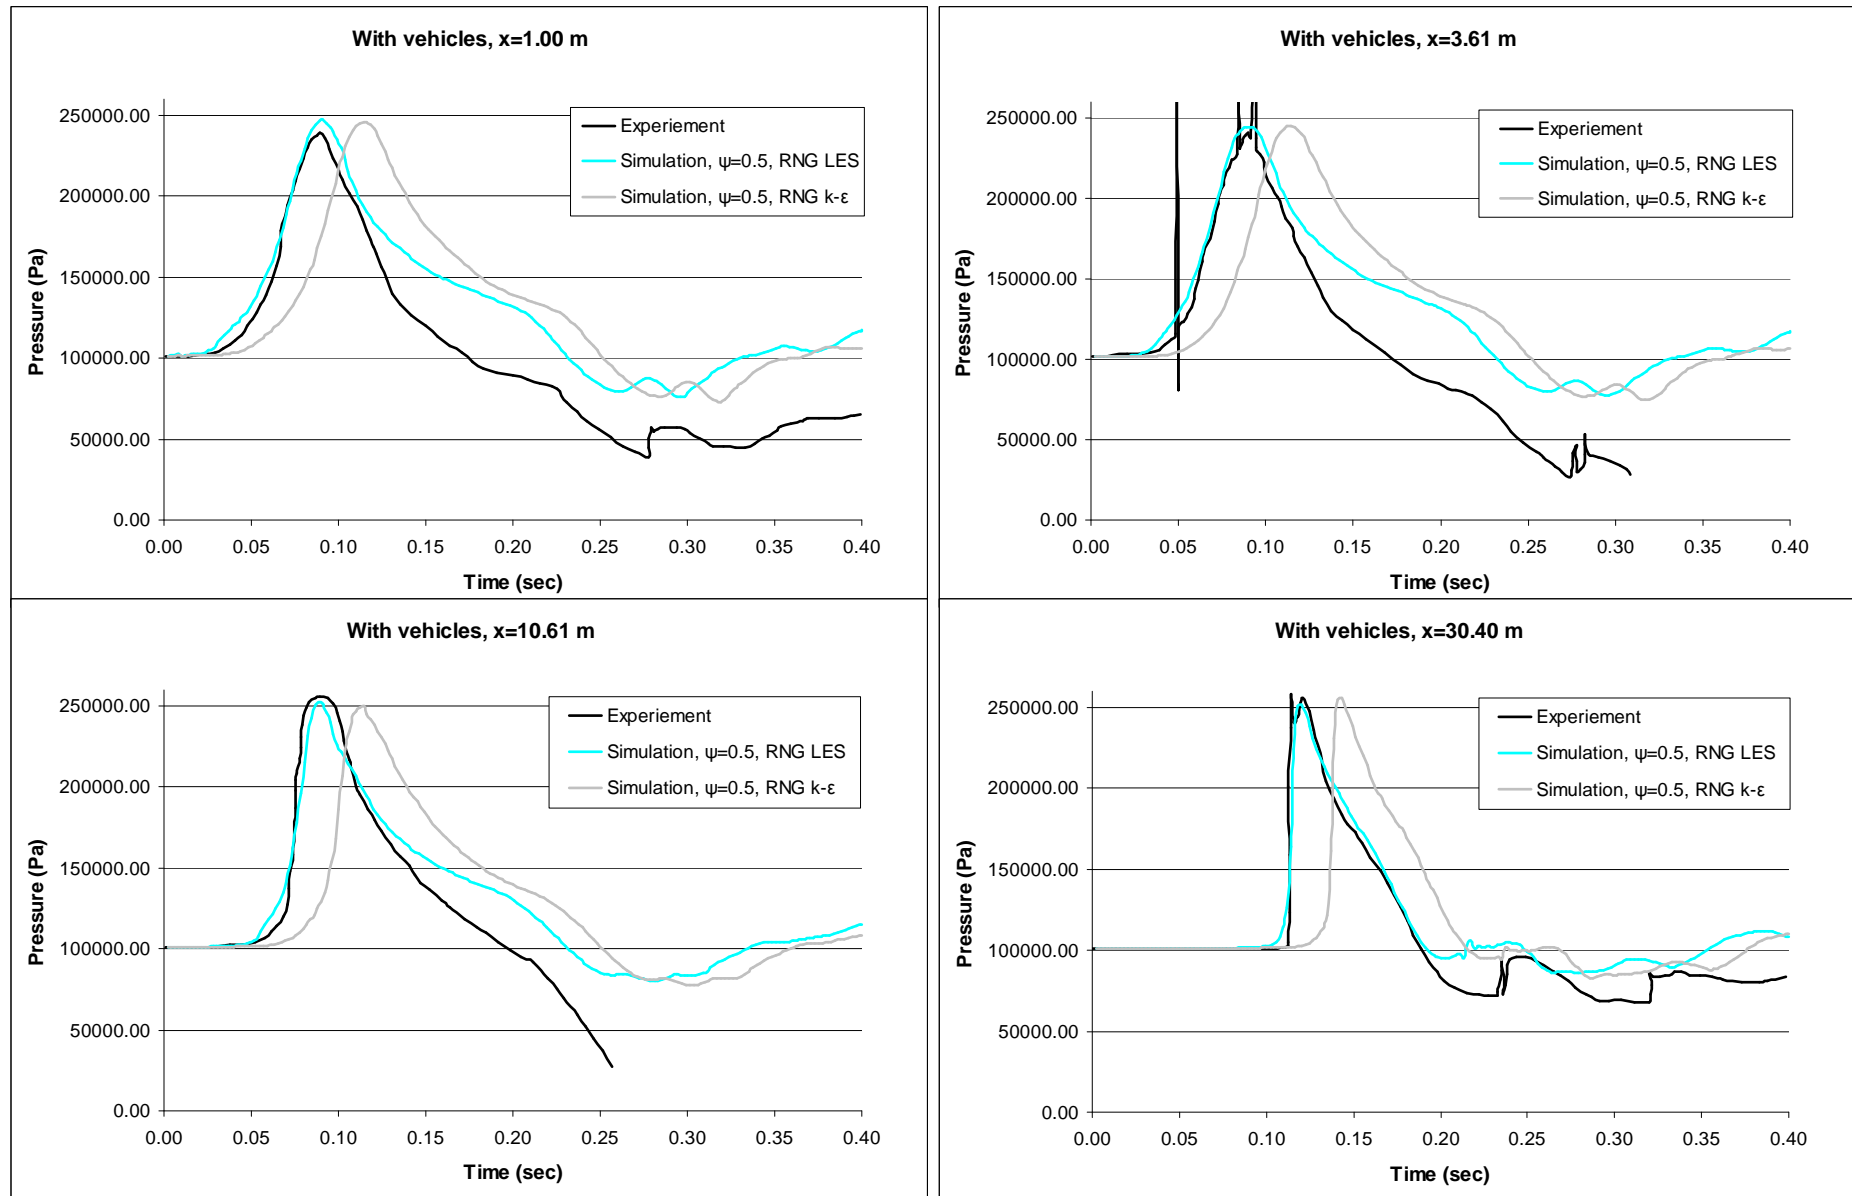 With vehicles, x=1.00 m
250000.00
200000.00
150000.00
100000.00
50000.00
0.00
Pressure (Pa)
Experiement
Simulation, ψ=0.5, RNG LES
Simulation, ψ=0.5, RNG k-ε
0.00 0.05 0.10 0.15 0.20 0.25 0.30 0.35 0.40
Time (sec)
With vehicles, x=3.61 m
250000.00
200000.00
150000.00
100000.00
50000.00
0.00
Pressure (Pa)
Experiement
Simulation, ψ=0.5, RNG LES
Simulation, ψ=0.5, RNG k-ε
0.00 0.05 0.10 0.15 0.20 0.25 0.30 0.35 0.40
Time (sec)
With vehicles, x=10.61 m
250000.00
200000.00
150000.00
100000.00
50000.00
0.00
Pressure (Pa)
Experiement
Simulation, ψ=0.5, RNG LES
Simulation, ψ=0.5, RNG k-ε
0.00 0.05 0.10 0.15 0.20 0.25 0.30 0.35 0.40
Time (sec)
With vehicles, x=30.40 m
250000.00
200000.00
150000.00
100000.00
50000.00
0.00
Pressure (Pa)
Experiement
Simulation, ψ=0.5, RNG LES
Simulation, ψ=0.5, RNG k-ε
0.00 0.05 0.10 0.15 0.20 0.25 0.30 0.35 0.40
Time (sec)